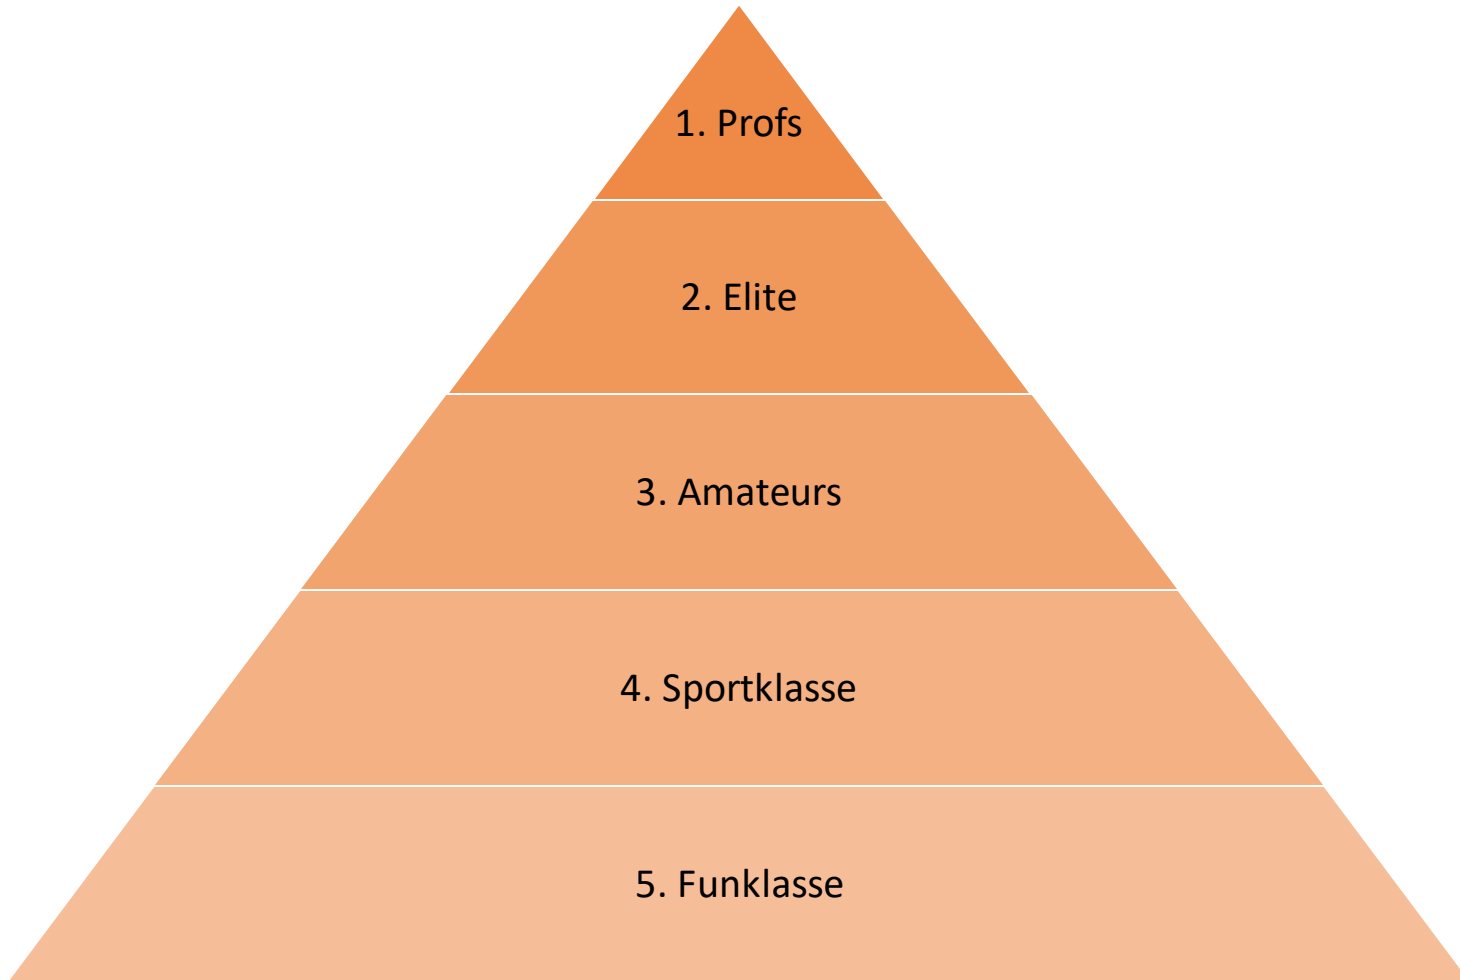 1. Profs
2. Elite
3. Amateurs
4. Sportklasse
5. Funklasse